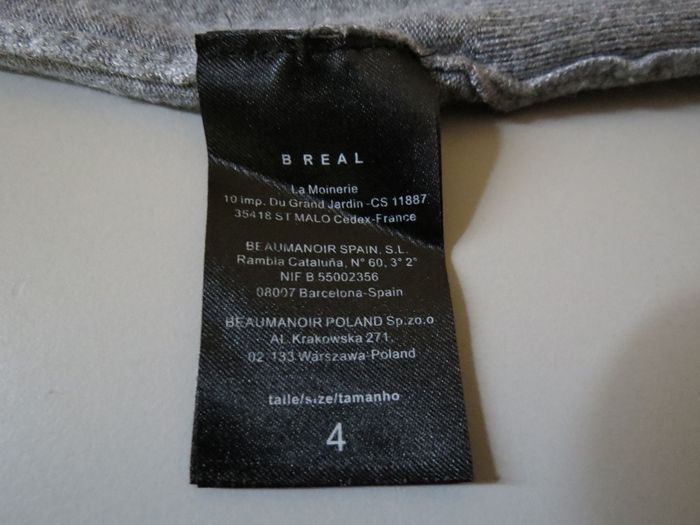 B REAL
La Moinerie
10 imp. Du Grand Jardin -CS 11887
35418 ST MALO Cedex-France
BEAUMANOIR SPAIN, S.L.
Rambla Cataluña, N° 60, 3° 2°
NIF B 55002356
08007 Barcelona-Spain
BEAUMANOIR POLAND Sp.zo.o
Al. Krakowska 271,
02 133 Warszawa-Poland
taille/size/tamanho
4